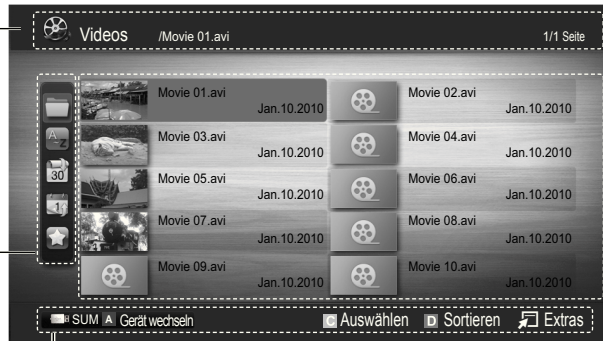 Videos /Movie 01.avi 1/1 Seite
Movie 01.avi Movie 02.avi
Jan.10.2010 Jan.10.2010
Movie 03.avi Movie 04.avi
Jan.10.2010 Jan.10.2010
Movie 05.avi Movie 06.avi
Jan.10.2010 Jan.10.2010
Movie 07.avi Movie 08.avi
Jan.10.2010 Jan.10.2010
Movie 09.avi Movie 10.avi
Jan.10.2010 Jan.10.2010
A Z
30
1
SUM A Gerät wechseln C Auswählen D Sortieren Extras